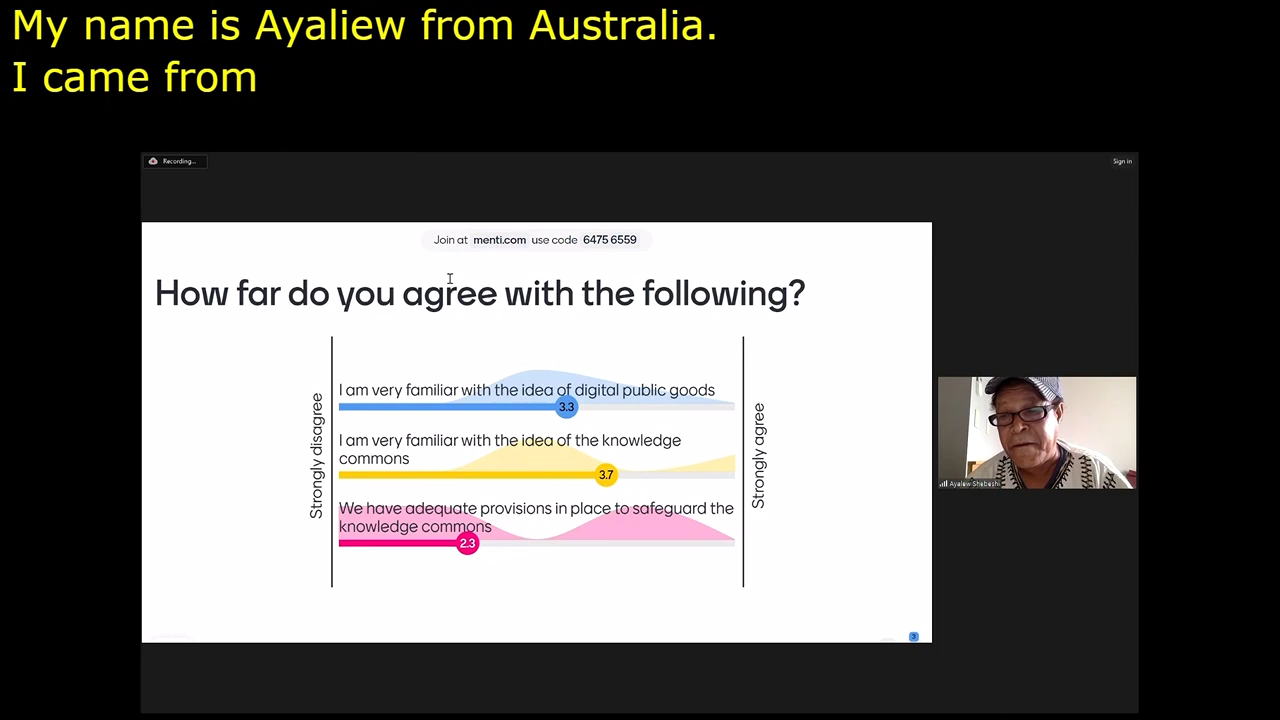 My name is Ayaliew from Australia.
I came from
Recording...
Sign in
Join at menti.com use code 6475 6559
How far do you agree with the following?
Strongly disagree
I am very familiar with the idea of digital public goods
3.3
I am very familiar with the idea of the knowledge
commons
3.7
We have adequate provisions in place to safeguard the
knowledge commons
2.3
Strongly agree
Ayalew Shebeshi
3